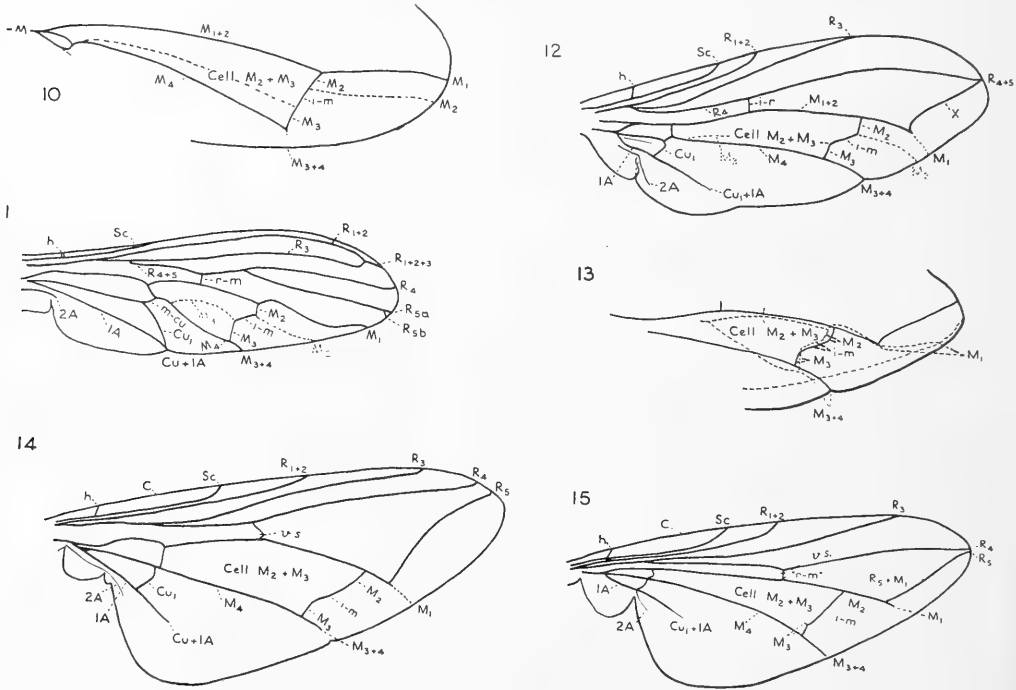 10
M
M1+2
Cell M2 + M3
M4
M2
i-m
M3
M1
M2
M3+4
12
h
Sc
R1+2
R3
R4+5
R4
i-r
M1+2
X
Cell M2 + M3
M2
i-m
M3
M1
M2
M3
M4
Cu1
1A
2A
Cu1+1A
M3+4
1
h
Sc
R3
R1+2
R1+2+3
R4
R5a
R5b
R4+5
r-m
2A
1A
m-cu
Cu1
M4
M3
M2
i-m
M3
M2
M1
Cu+1A
M3+4
13
Cell M2 + M3
M2
i-m
M3
M1
M3+4
14
h
C.
Sc
R1+2
R3
R4
R5
vs
Cell M2 + M3
M2
i-m
M3
M1
M4
Cu1
2A
1A
Cu+1A
M3+4
15
h
C.
Sc
R1+2
R3
R4
R5
vs.
r-m
R5+M1
1A
Cell M2 + M3
M2
i-m
M1
M4
M3
2A
Cu1+1A
M3+4